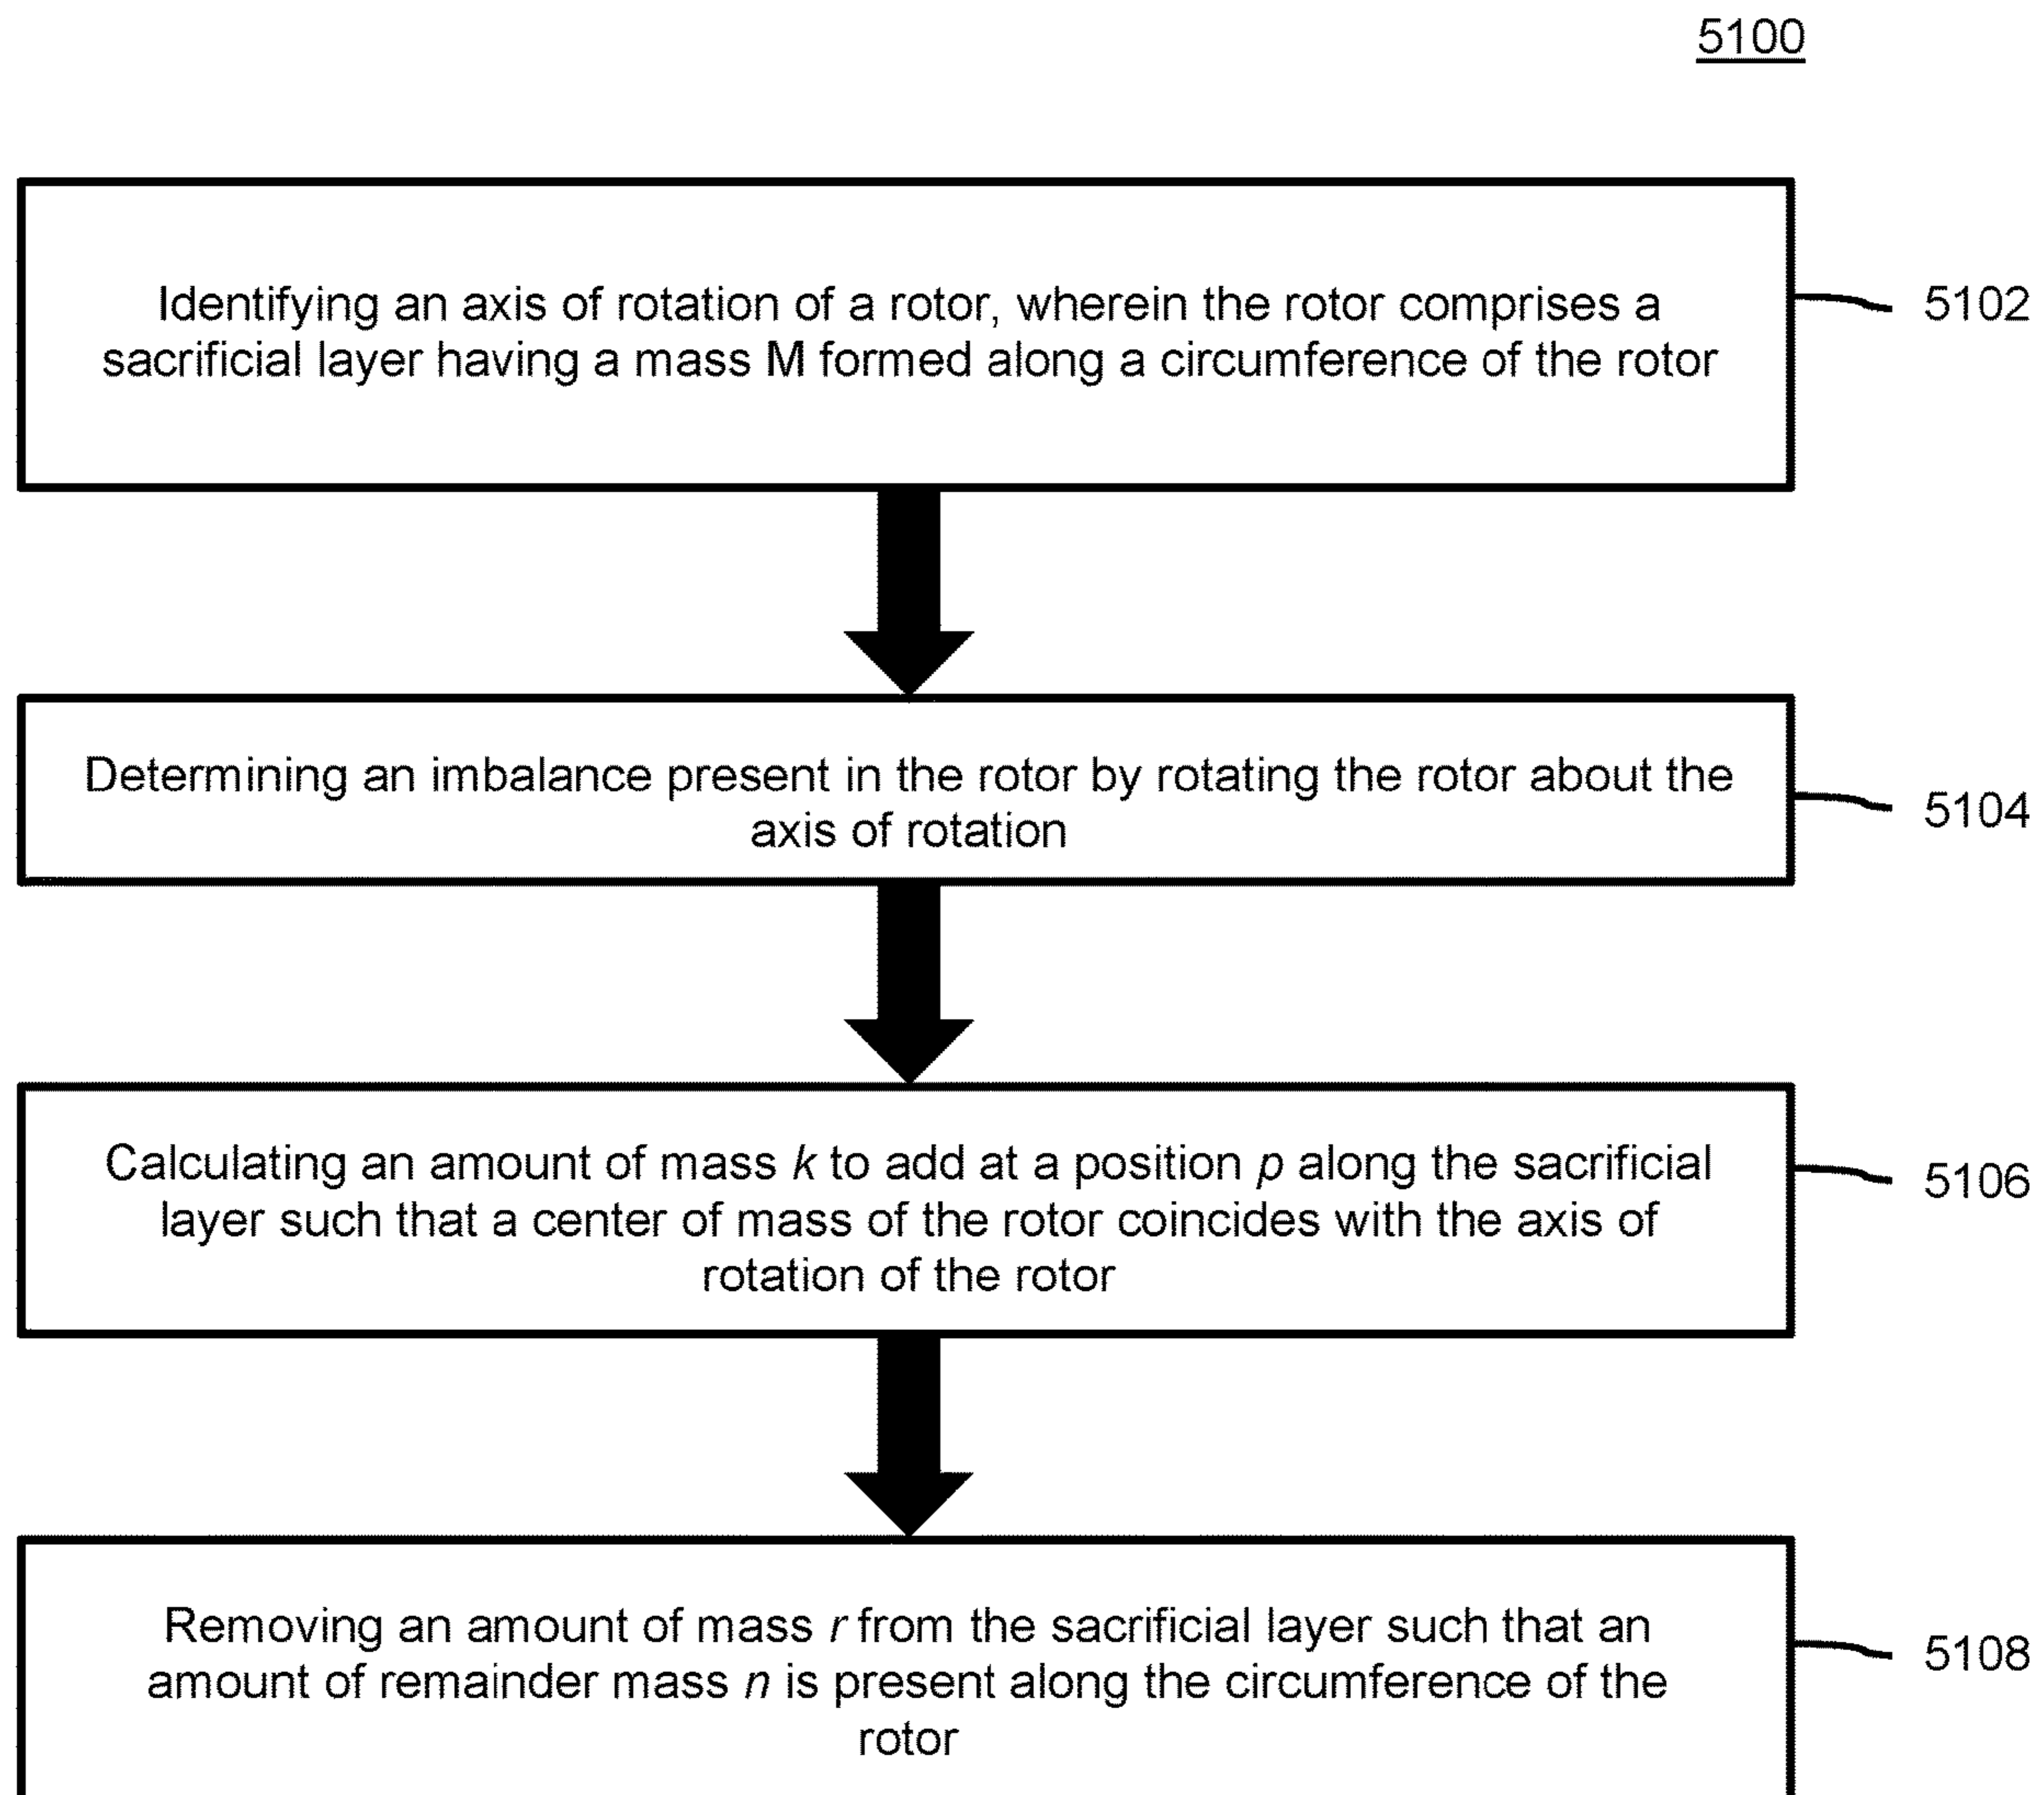 5100
Identifying an axis of rotation of a rotor, wherein the rotor comprises a
sacrificial layer having a mass M formed along a circumference of the rotor
5102
Determining an imbalance present in the rotor by rotating the rotor about the
axis of rotation
5104
Calculating an amount of mass k to add at a position p along the sacrificial
layer such that a center of mass of the rotor coincides with the axis of
rotation of the rotor
5106
Removing an amount of mass r from the sacrificial layer such that an
amount of remainder mass n is present along the circumference of the
rotor
5108